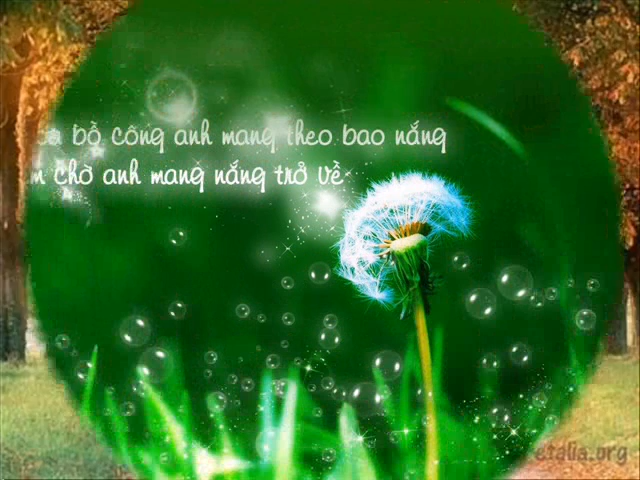 bồ công anh mang theo bao nắng
chờ anh mang nắng trở về
etalia.org